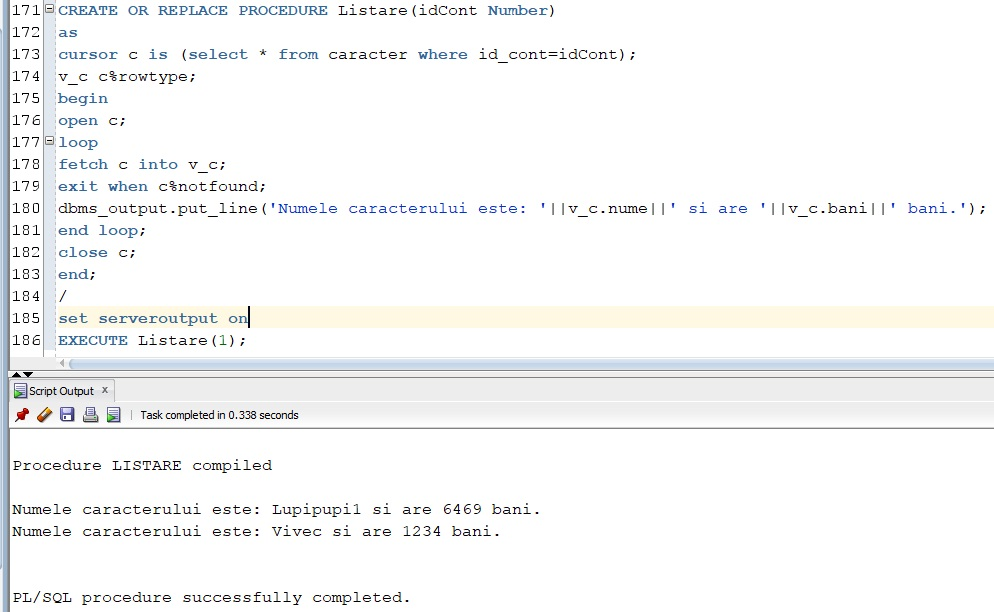 171 CREATE OR REPLACE PROCEDURE Listare(idCont Number)
172 as
173 cursor c is (select * from caracter where id_cont=idCont);
174 v_c c%rowtype;
175 begin
176 open c;
177 loop
178 fetch c into v_c;
179 exit when c%notfound;
180 dbms_output.put_line('Numele caracterului este: '||v_c.nume||' si are '||v_c.bani||' bani.');
181 end loop;
182 close c;
183 end;
184 /
185 set serveroutput on
186 EXECUTE Listare(1);
Script Output x
Task completed in 0.338 seconds
Procedure LISTARE compiled
Numele caracterului este: Lupipupi1 si are 6469 bani.
Numele caracterului este: Vivec si are 1234 bani.
PL/SQL procedure successfully completed.